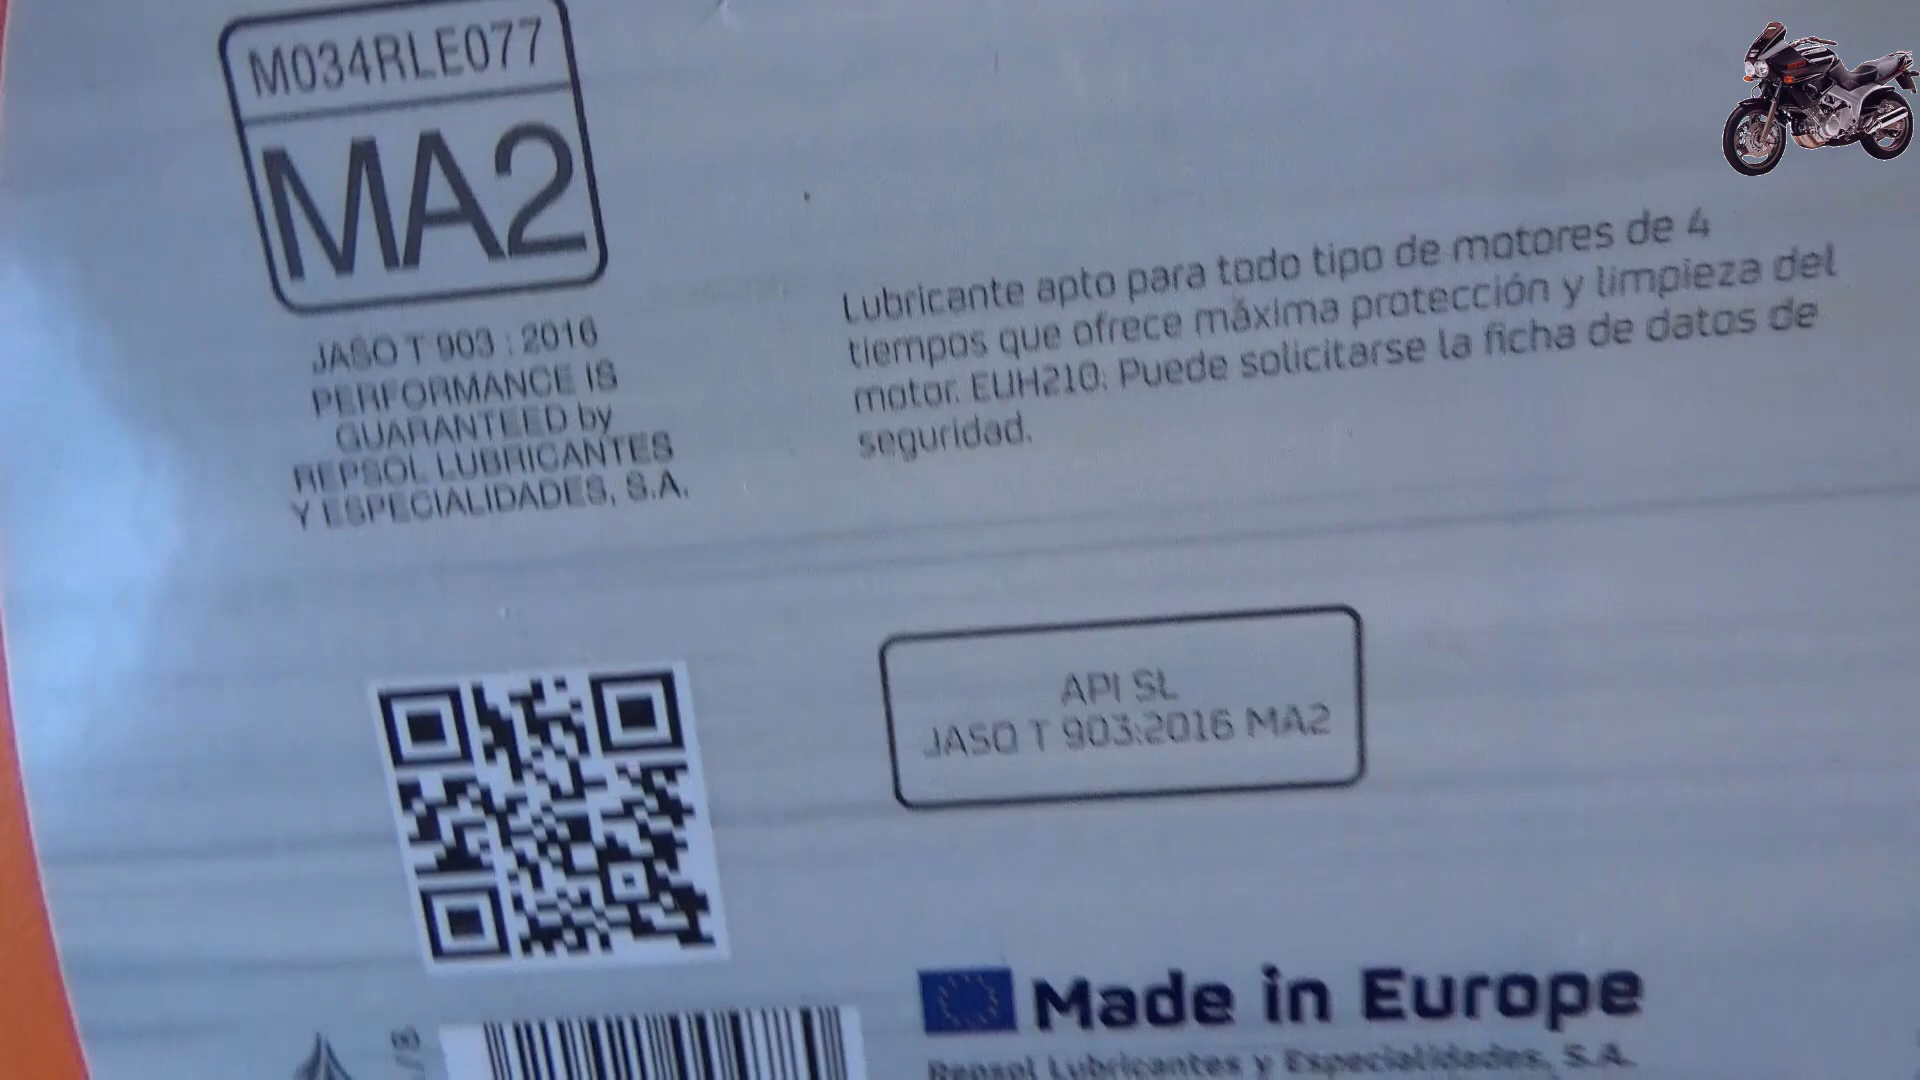 M034RLE077
MA2
JASO T 903 : 2016
PERFORMANCE IS
GUARANTEED by
REPSOL LUBRICANTES
Y ESPECIALIDADES, S.A.
Lubricante apto para todo tipo de motores de 4
tiempos que ofrece máxima protección y limpieza del
motor. EUH210: Puede solicitarse la ficha de datos de
seguridad.
API SL
JASO T 903:2016 MA2
Made in Europe
Repsol Lubricantes y Especialidades, S.A.